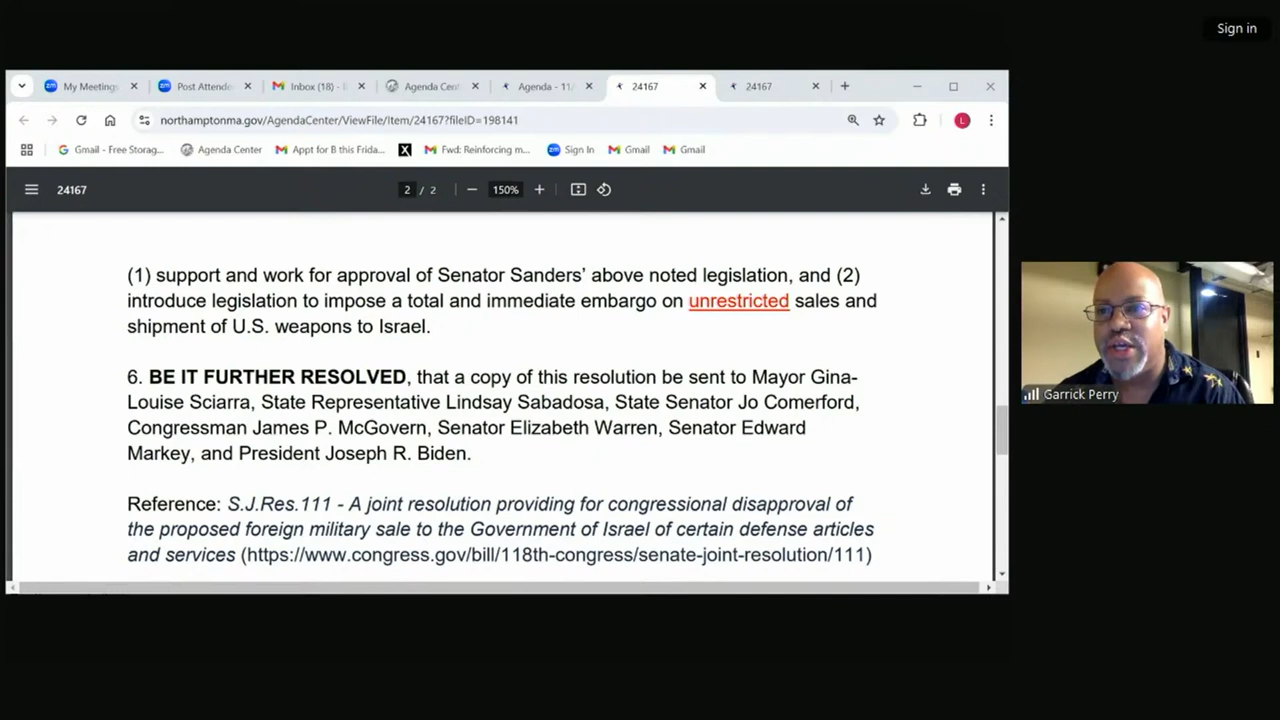 Sign in
My Meetings
Post Attende
Inbox (18) -
Agenda Cent
Agenda - 11/
24167
24167
northamptonma.gov/AgendaCenter/ViewFile/Item/24167?fileID=198141
L
Gmail - Free Storag...
Agenda Center
Appt for B this Frida...
X
Fwd: Reinforcing m...
Sign In
Gmail
Gmail
24167
2 / 2
150%
(1) support and work for approval of Senator Sanders’ above noted legislation, and (2)
introduce legislation to impose a total and immediate embargo on unrestricted sales and
shipment of U.S. weapons to Israel.
6. BE IT FURTHER RESOLVED, that a copy of this resolution be sent to Mayor Gina-
Louise Sciarra, State Representative Lindsay Sabadosa, State Senator Jo Comerford,
Congressman James P. McGovern, Senator Elizabeth Warren, Senator Edward
Markey, and President Joseph R. Biden.
Reference: S.J.Res.111 - A joint resolution providing for congressional disapproval of
the proposed foreign military sale to the Government of Israel of certain defense articles
and services (https://www.congress.gov/bill/118th-congress/senate-joint-resolution/111)
Garrick Perry